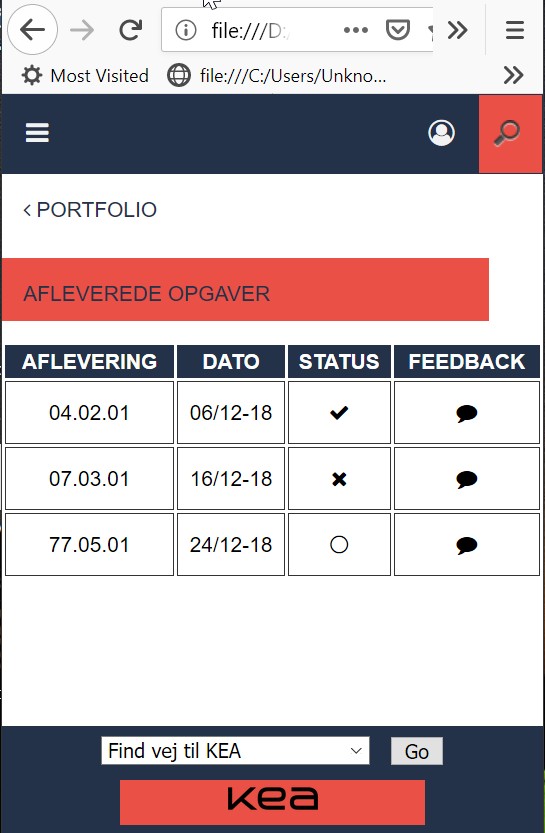 file:///D:
Most Visited file:///C:/Users/Unkno...
PORTFOLIO
AFLEVEREDE OPGAVER
AFLEVERING DATO STATUS FEEDBACK
04.02.01 06/12-18
07.03.01 16/12-18
77.05.01 24/12-18
Find vej til KEA Go
kea